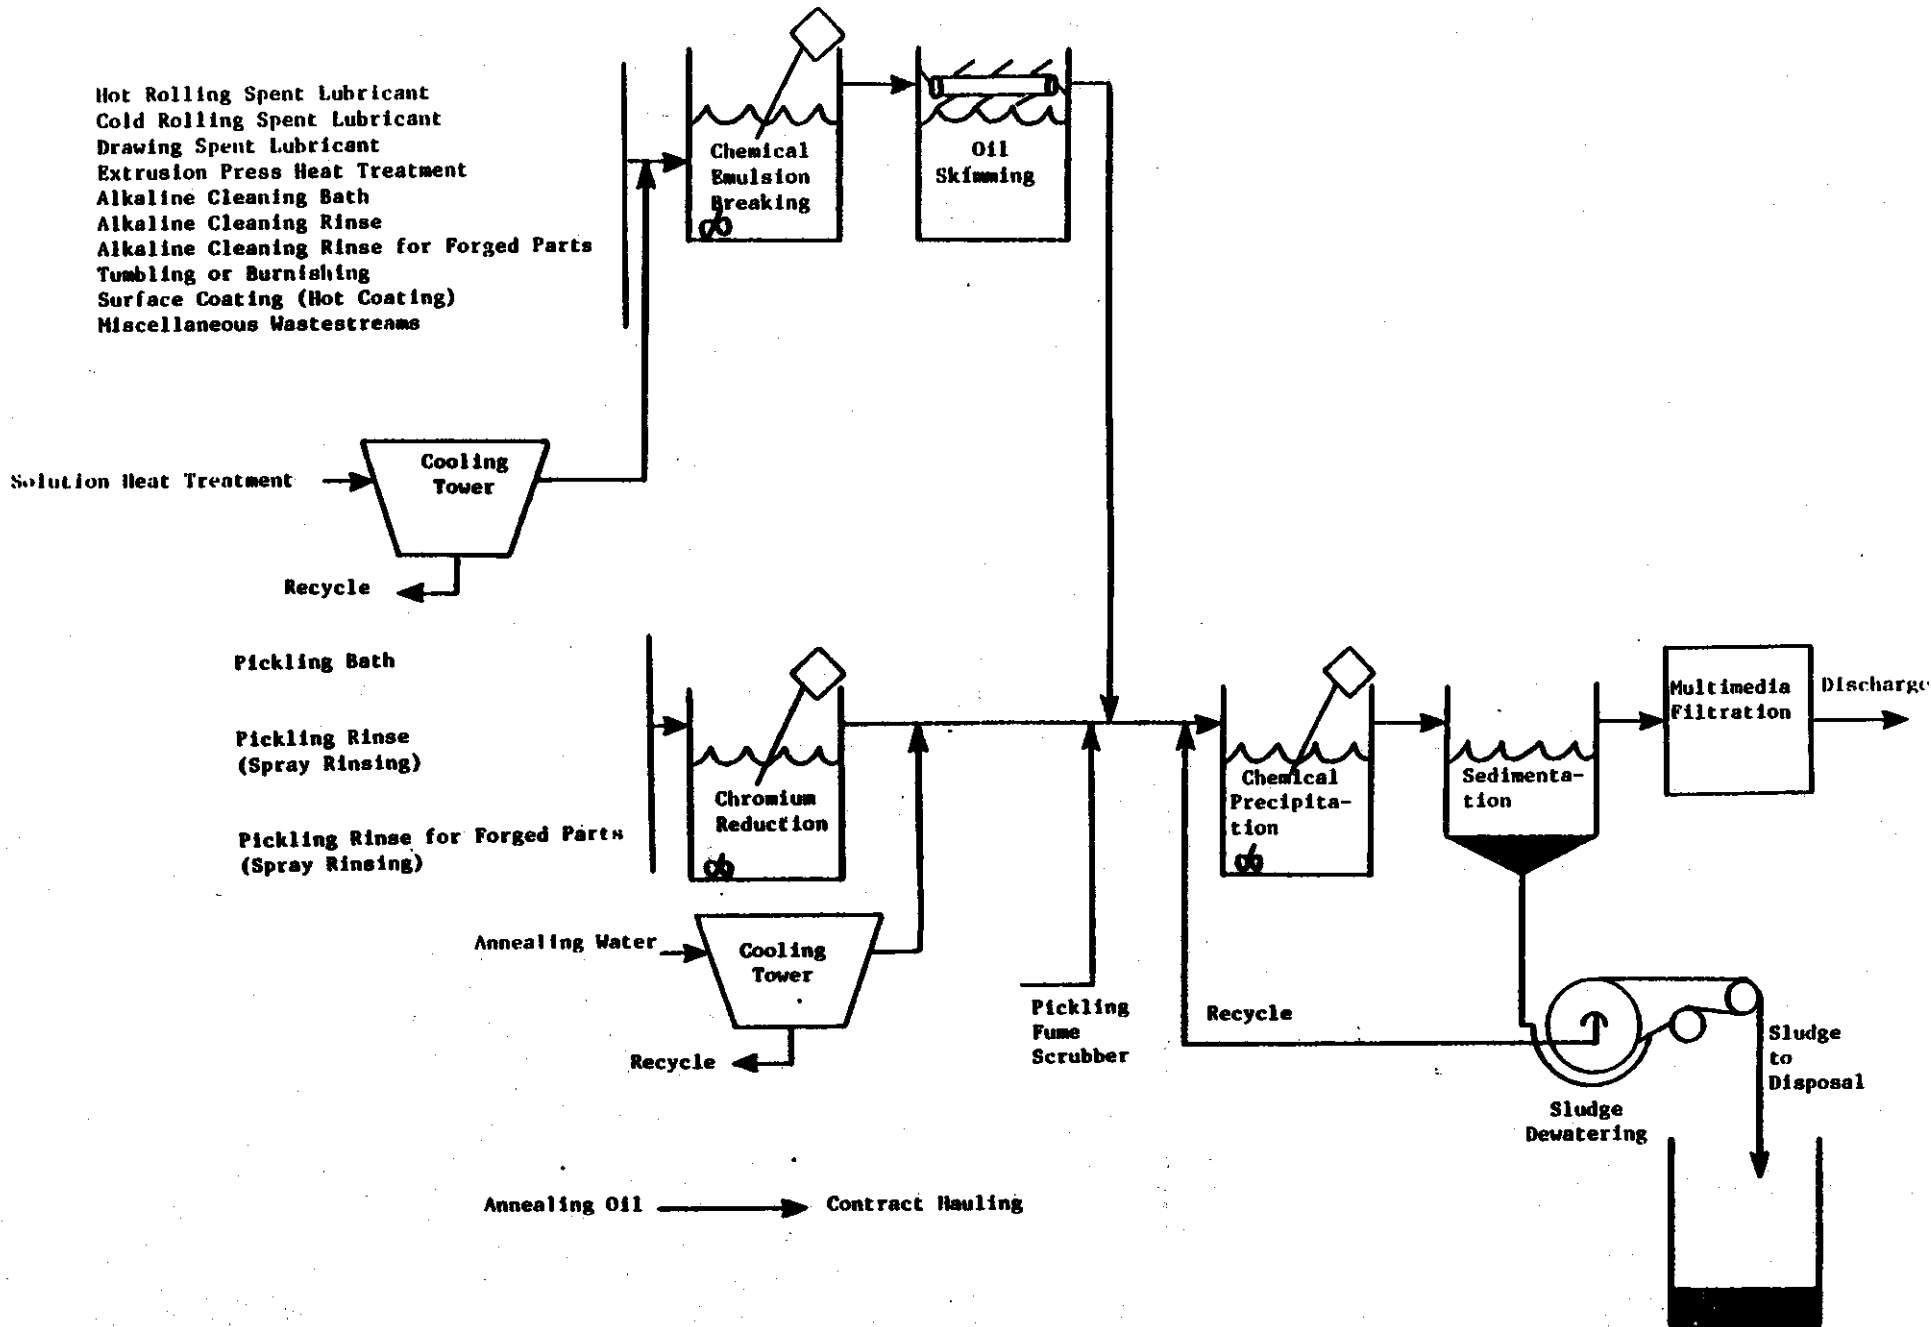 Hot Rolling Spent Lubricant
Cold Rolling Spent Lubricant
Drawing Spent Lubricant
Extrusion Press Heat Treatment
Alkaline Cleaning Bath
Alkaline Cleaning Rinse
Alkaline Cleaning Rinse for Forged Parts
Tumbling or Burnishing
Surface Coating (Hot Coating)
Miscellaneous Wastestreams
Chemical
Emulsion
Breaking
Oil
Skimming
Solution Heat Treatment
Cooling
Tower
Recycle
Pickling Bath
Pickling Rinse
(Spray Rinsing)
Pickling Rinse for Forged Parts
(Spray Rinsing)
Chromium
Reduction
Annealing Water
Cooling
Tower
Recycle
Pickling
Fume
Scrubber
Recycle
Chemical
Precipita-
tion
Sedimenta-
tion
Multimedia
Filtration
Discharge
Sludge
to
Disposal
Sludge
Dewatering
Annealing Oil
Contract Hauling